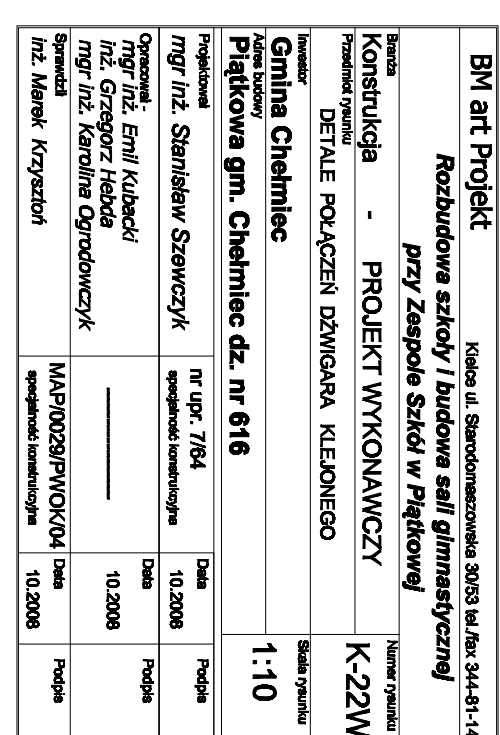 BM art Projekt Kielce ul. Starodomaszowska 30/53 tel./fax 344-81-14
Rozbudowa szkoły i budowa sali gimnastycznej
przy Zespole Szkół w Piątkowej
Branża
Konstrukcja - PROJEKT WYKONAWCZY
Numer rysunku
K-22W
Przedmiot rysunku
DETALE POŁĄCZEŃ DŹWIGARA KLEJONEGO
Inwestor
Gmina Chełmiec
Skala rysunku
1:10
Adres budowy
Piątkowa gm. Chełmiec dz. nr 616
Projektował
mgr inż. Stanisław Szewczyk
nr upr. 7/64
specjalność konstrukcyjna
Data
10.2008
Podpis
Opracował -
mgr inż. Emil Kubacki
inż. Grzegorz Hebda
mgr inż. Karolina Ogrodowczyk
Data
10.2008
Podpis
Sprawdził
inż. Marek Krzysztoń
MAP/0029/PWOK/04
specjalność konstrukcyjna
Data
10.2008
Podpis